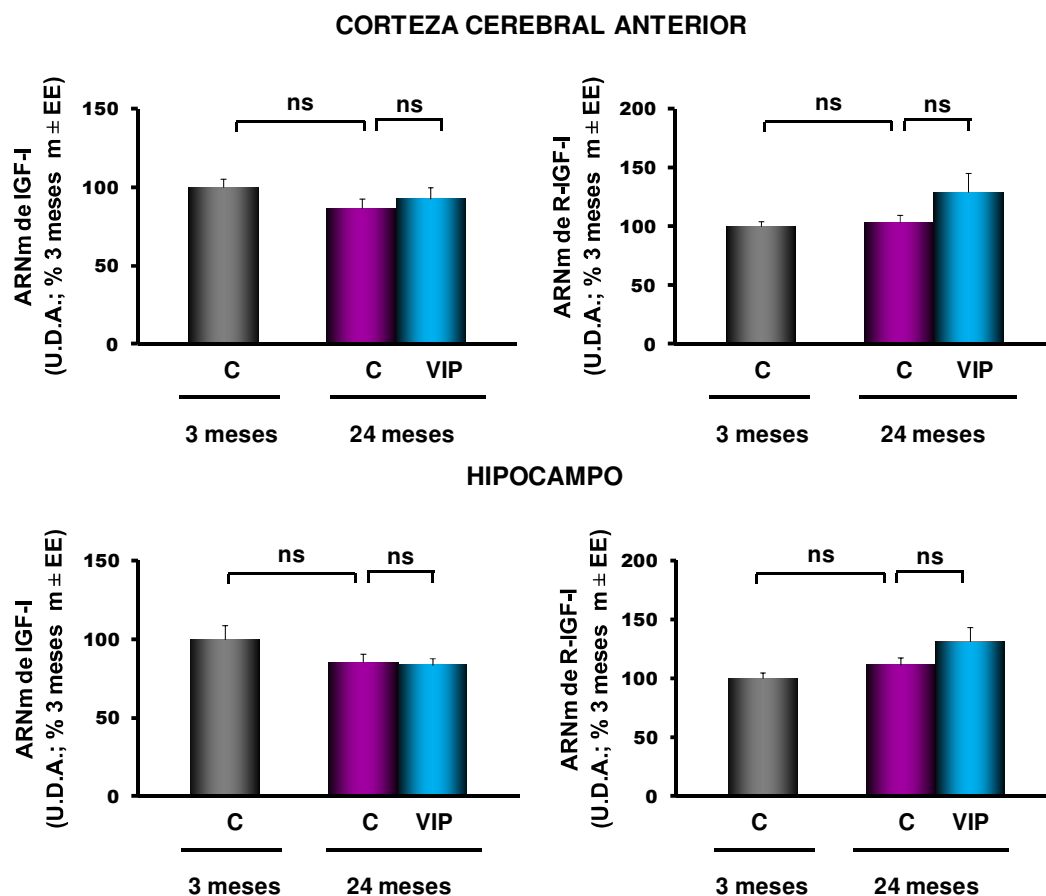 CORTEZA CEREBRAL ANTERIOR
ARNm de IGF-I
(U.D.A.; % 3 meses m ± EE)
150
100
50
0
ns
ns
C
C
VIP
3 meses
24 meses
ARNm de R-IGF-I
(U.D.A.; % 3 meses m ± EE)
200
150
100
50
0
ns
ns
C
C
VIP
3 meses
24 meses
HIPOCAMPO
ARNm de IGF-I
(U.D.A.; % 3 meses m ± EE)
150
100
50
0
ns
ns
C
C
VIP
3 meses
24 meses
ARNm de R-IGF-I
(U.D.A.; % 3 meses m ± EE)
200
150
100
50
0
ns
ns
C
C
VIP
3 meses
24 meses